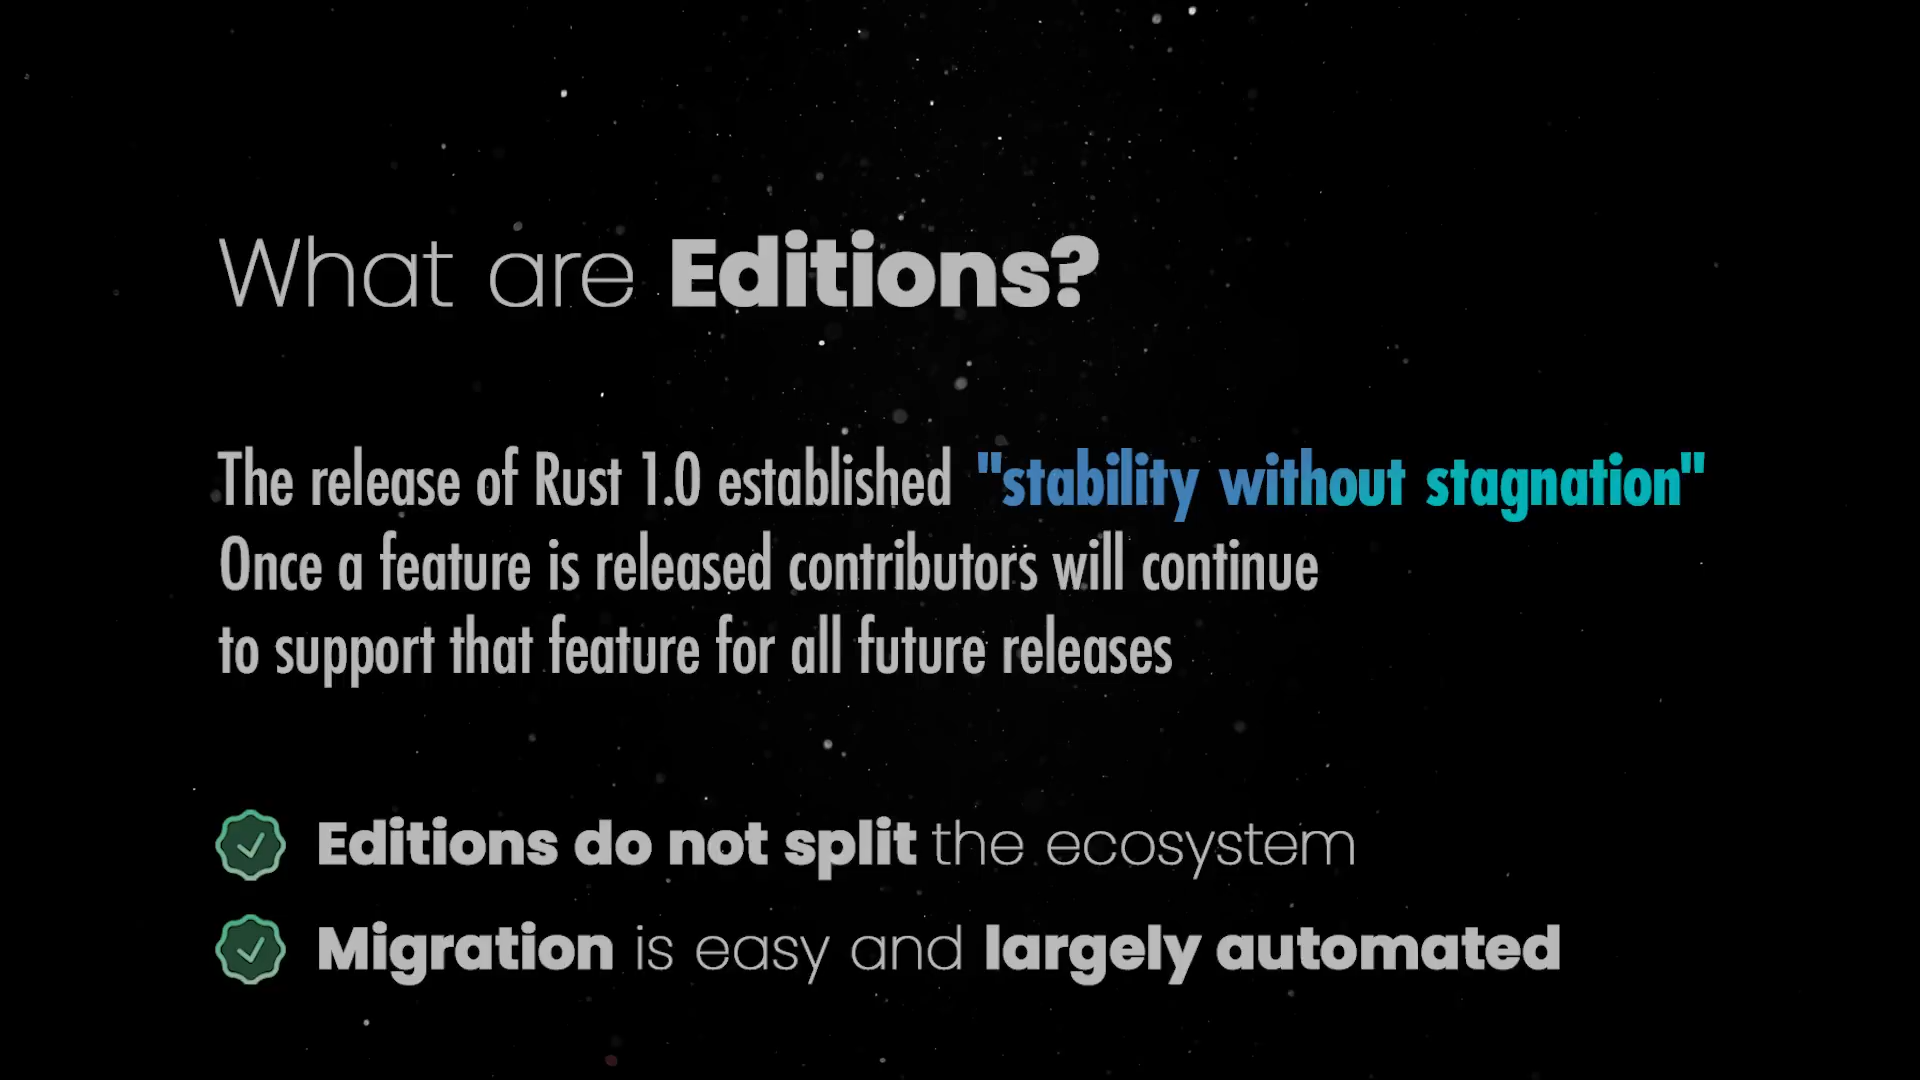 What are Editions?
The release of Rust 1.0 established "stability without stagnation"
Once a feature is released contributors will continue
to support that feature for all future releases
Editions do not split the ecosystem
Migration is easy and largely automated